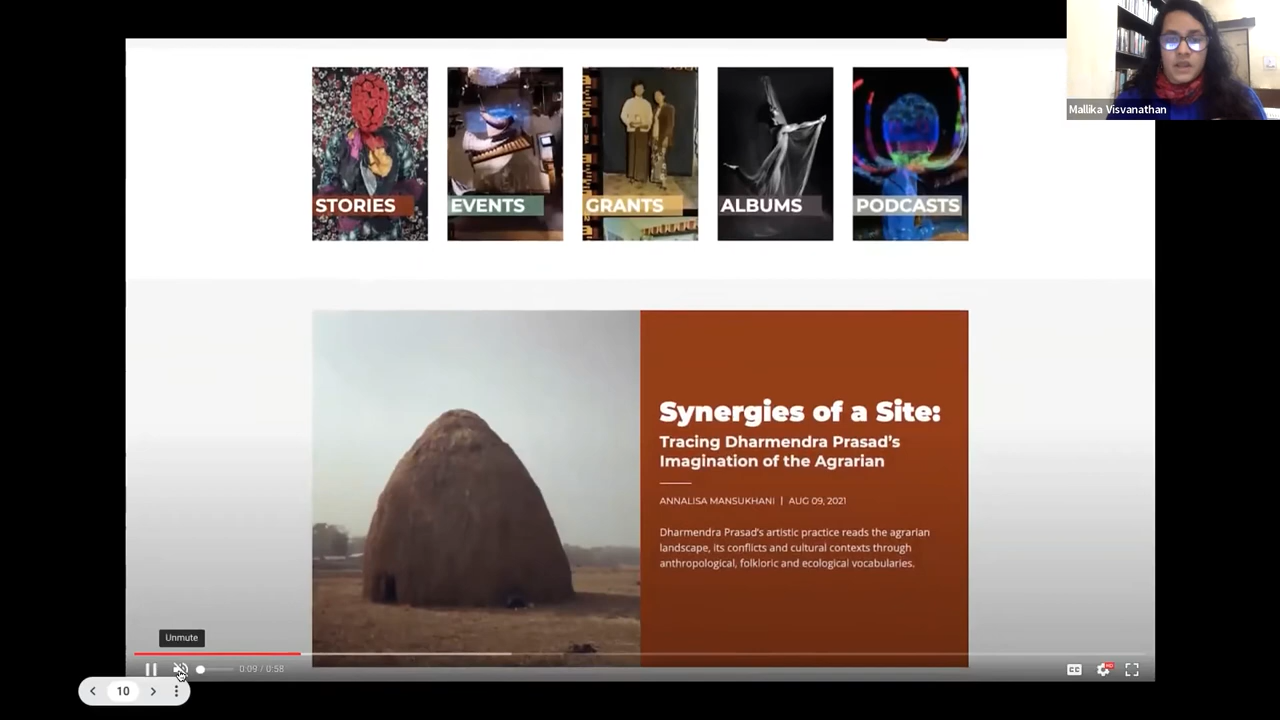 Mallika Visvanathan
STORIES
EVENTS
GRANTS
ALBUMS
PODCASTS
Synergies of a Site:
Tracing Dharmendra Prasad's
Imagination of the Agrarian
ANNALISA MANSUKHANI | AUG 09, 2021
Dharmendra Prasad's artistic practice reads the agrarian
landscape, its conflicts and cultural contexts through
anthropological, folkloric and ecological vocabularies.
Unmute
0:09 / 0:58
CC
HD
10